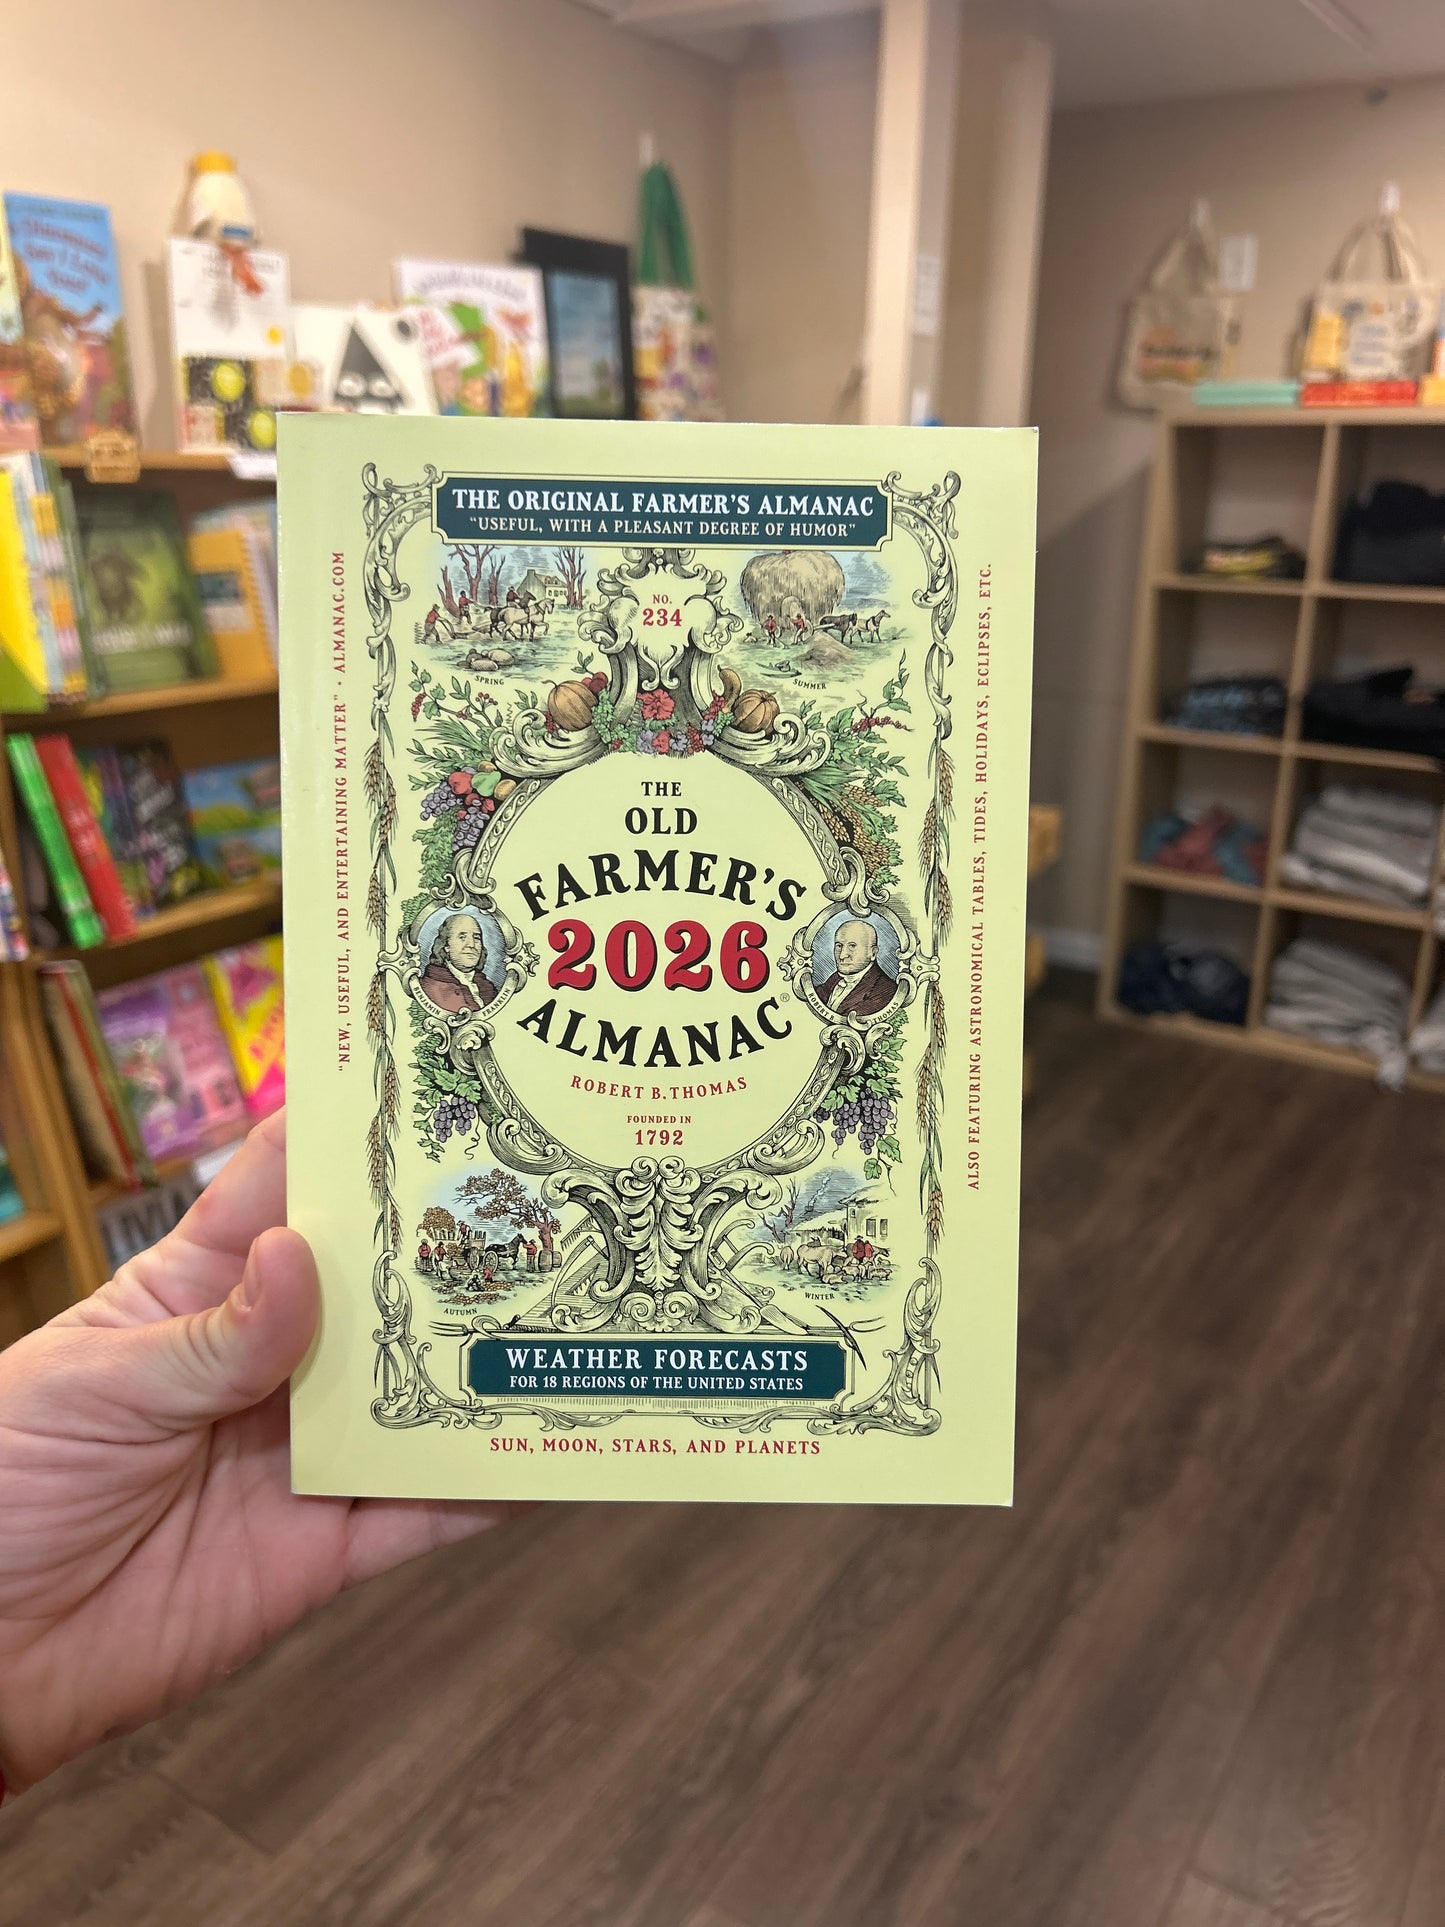 THE ORIGINAL FARMER'S ALMANAC
"USEFUL, WITH A PLEASANT DEGREE OF HUMOR"
NO.
234
SPRING
SUMMER
"NEW, USEFUL, AND ENTERTAINING MATTER" · ALMANAC.COM
ALSO FEATURING ASTRONOMICAL TABLES, TIDES, HOLIDAYS, ECLIPSES, ETC.
THE
OLD
FARMER'S
2026
ALMANAC®
BENJAMIN FRANKLIN
ROBERT B. THOMAS
ROBERT B. THOMAS
FOUNDED IN
1792
AUTUMN
WINTER
WEATHER FORECASTS
FOR 18 REGIONS OF THE UNITED STATES
SUN, MOON, STARS, AND PLANETS